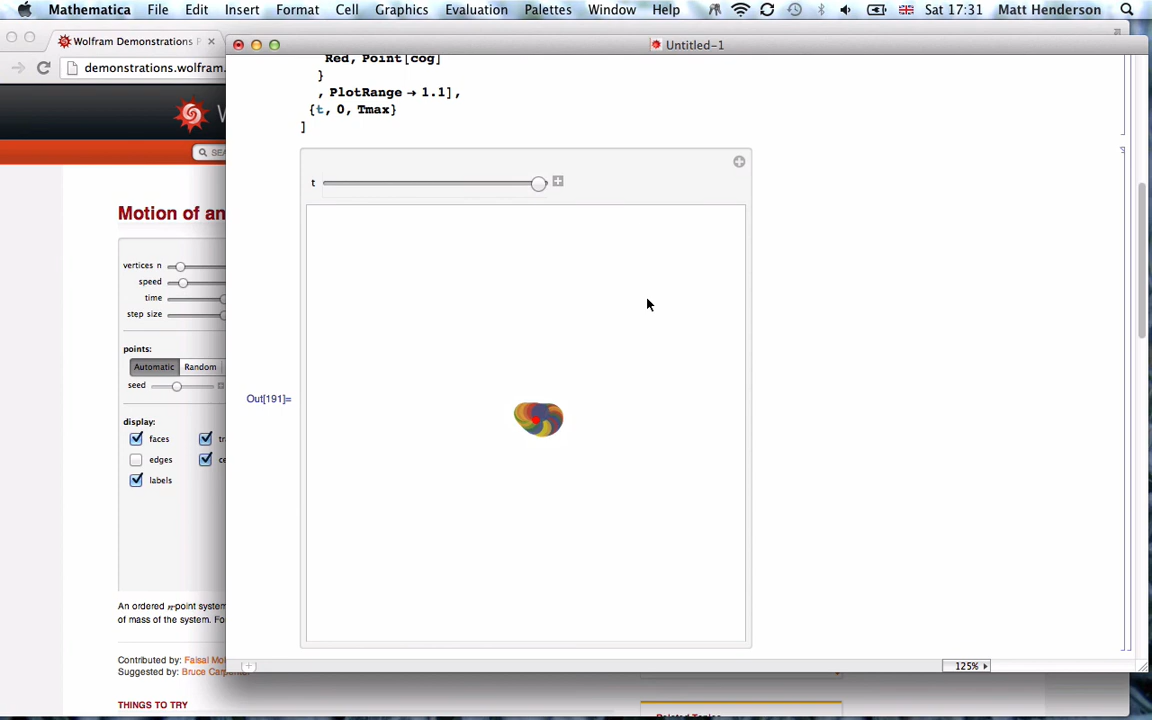 Mathematica File Edit Insert Format Cell Graphics Evaluation Palettes Window Help Sat 17:31 Matt Henderson
Wolfram Demonstrations
Untitled-1
demonstrations.wolfram.
Red, Point[cog]
}
, PlotRange → 1.1],
{t, 0, Tmax}
]
t
Motion of an
vertices n
speed
time
step size
points:
Automatic Random
seed
Out[191]=
display:
faces
edges
labels
An ordered n-point system
of mass of the system. Fo
Contributed by: Faisal Mo
Suggested by: Bruce Carpenter
125%
THINGS TO TRY
Related Topics